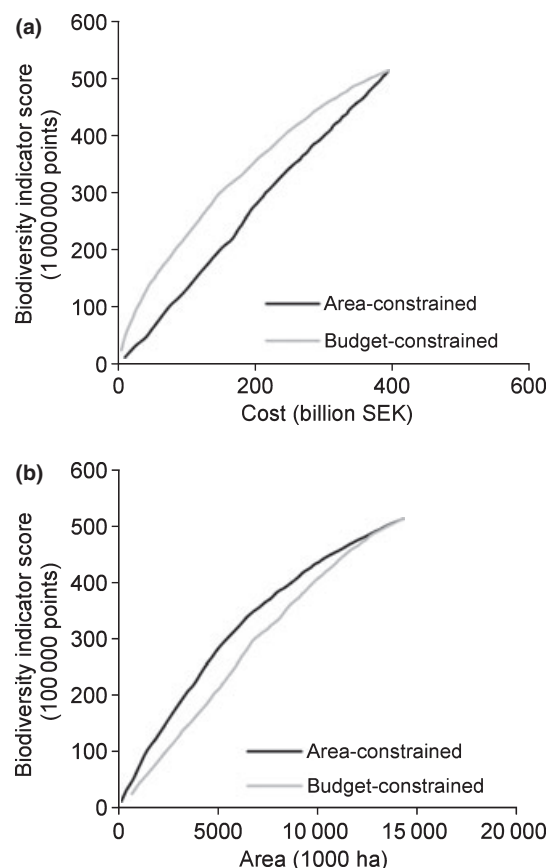 (a)
600
500
400
300
200
100
0
Biodiversity indicator score
(1 000 000 points)
Area-constrained
Budget-constrained
0 200 400 600
Cost (billion SEK)
(b)
600
500
400
300
200
100
0
Biodiversity indicator score
(100 000 points)
Area-constrained
Budget-constrained
0 5000 10 000 15 000 20 000
Area (1000 ha)